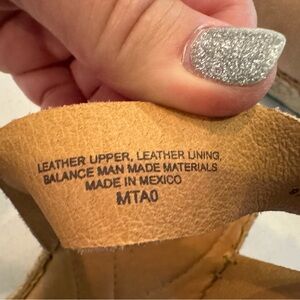 LEATHER UPPER, LEATHER LINING,
BALANCE MAN MADE MATERIALS
MADE IN MEXICO
MTA0